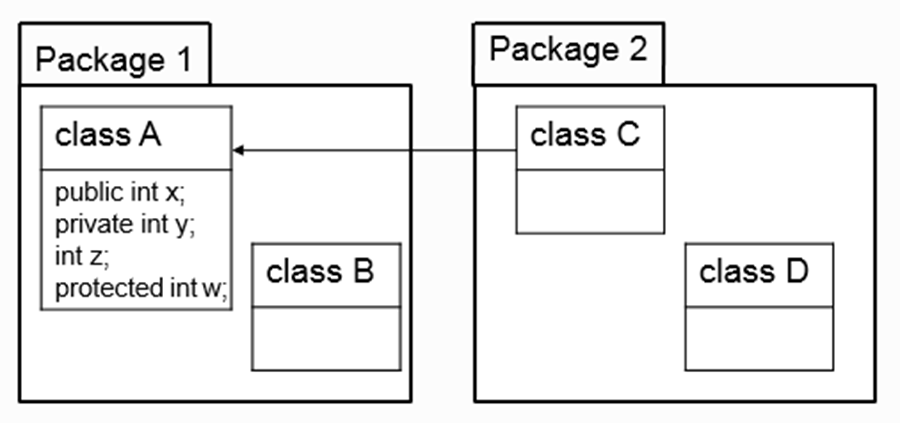 Package 1
class A
public int x;
private int y;
int z;
protected int w;
class B
Package 2
class C
class D